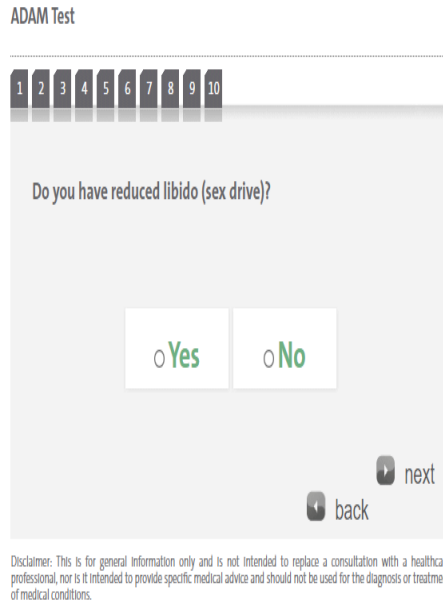 ADAM Test
1 2 3 4 5 6 7 8 9 10
Do you have reduced libido (sex drive)?
Yes No
next
back
Disclaimer: This is for general information only and is not intended to replace a consultation with a
professional, nor is it intended to provide specific medical advice and should not be used for the diagnosis or
of medical conditions.